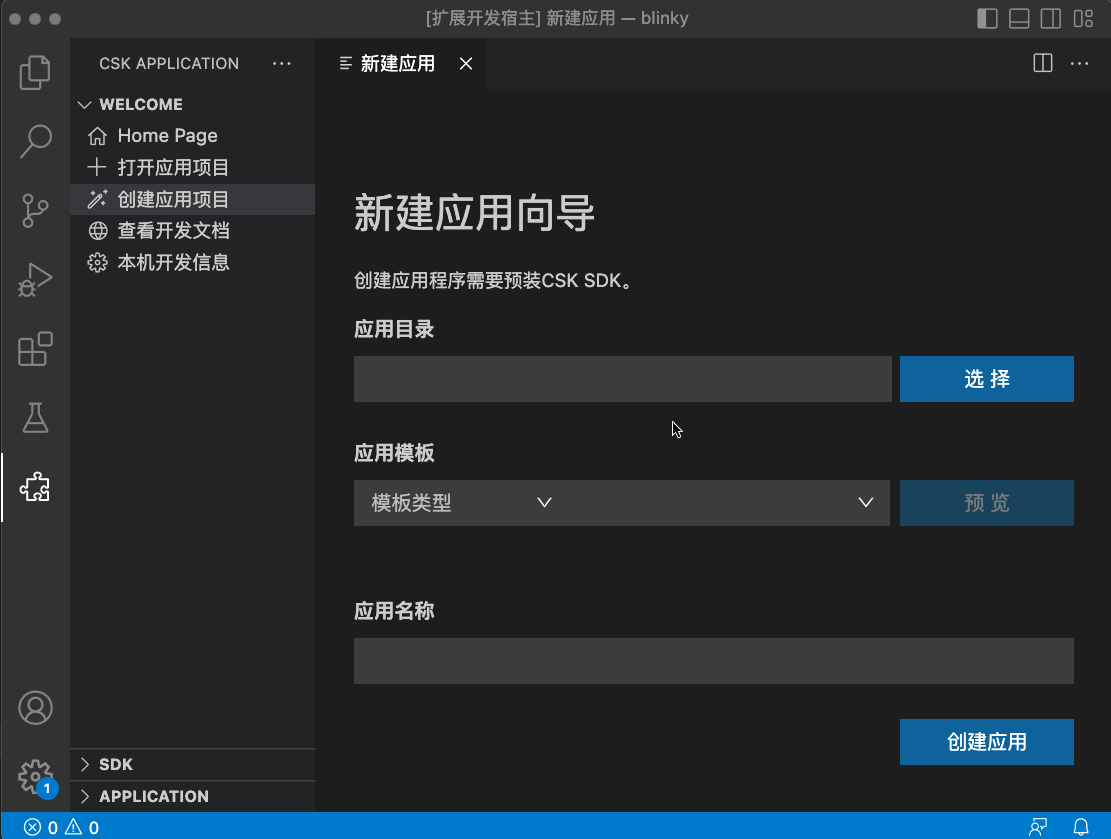 [扩展开发宿主] 新建应用 — blinky
CSK APPLICATION
新建应用
WELCOME
Home Page
打开应用项目
创建应用项目
查看开发文档
本机开发信息
新建应用向导
创建应用程序需要预装CSK SDK。
应用目录
选 择
应用模板
模板类型
预 览
应用名称
创建应用
SDK
APPLICATION
1
0 0